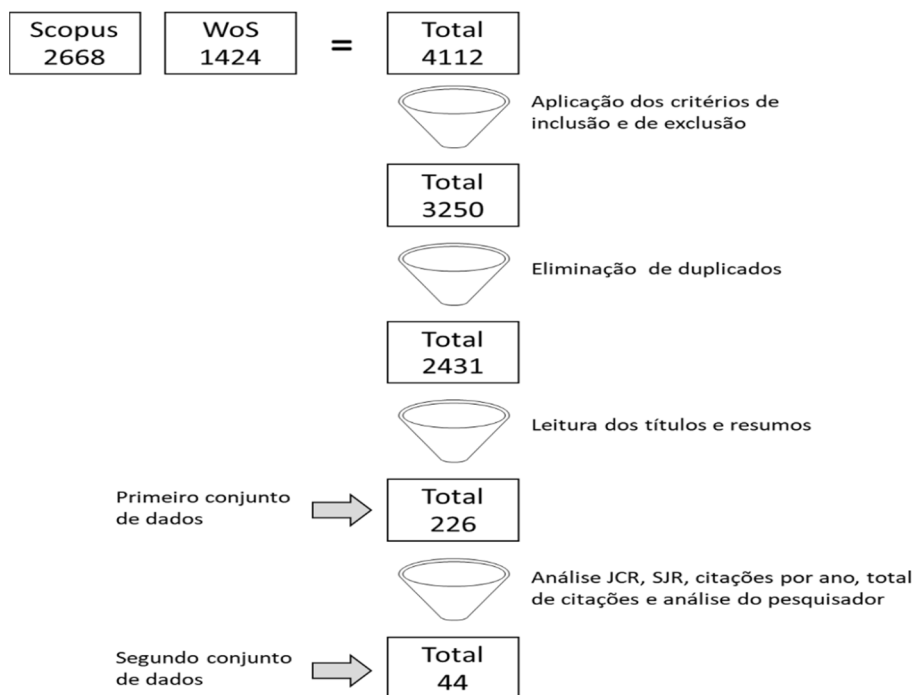 Scopus
2668
WoS
1424
=
Total
4112
Aplicação dos critérios de
inclusão e de exclusão
Total
3250
Eliminação de duplicados
Total
2431
Leitura dos títulos e resumos
Primeiro conjunto
de dados
Total
226
Análise JCR, SJR, citações por ano, total
de citações e análise do pesquisador
Segundo conjunto
de dados
Total
44